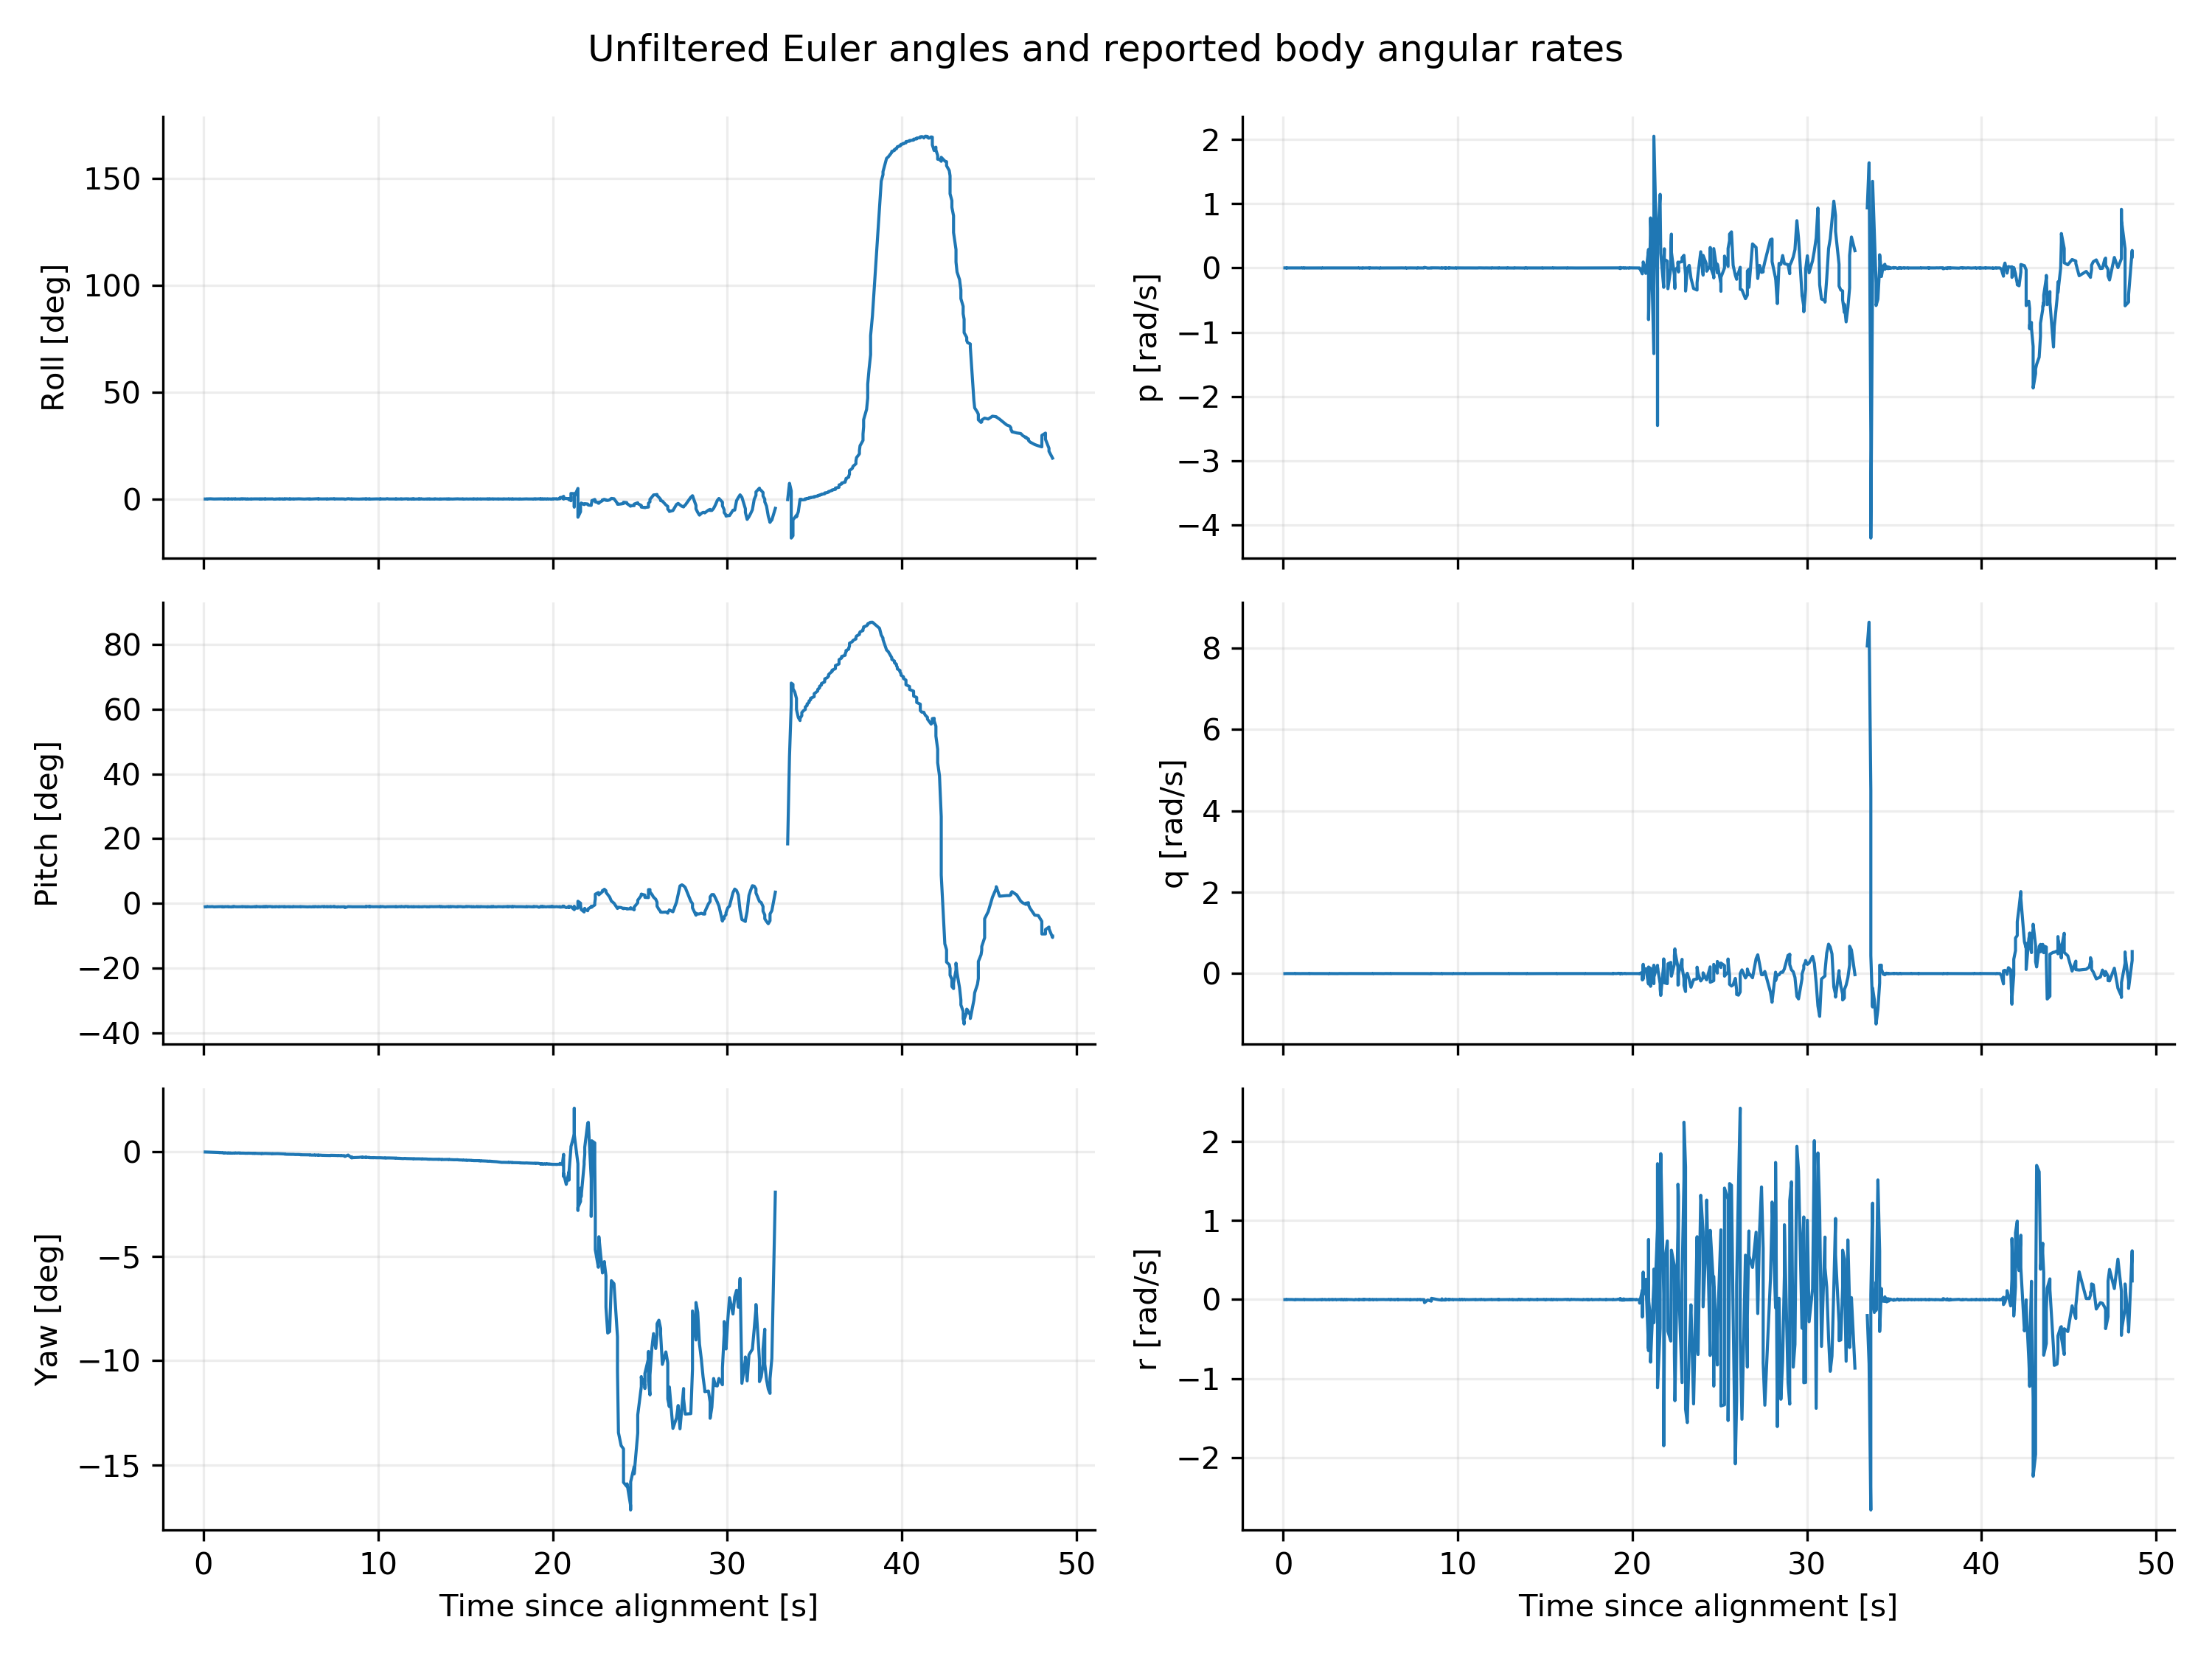 Unfiltered Euler angles and reported body angular rates
Roll [deg]
150
100
50
0
p [rad/s]
2
1
0
−1
−2
−3
−4
Pitch [deg]
80
60
40
20
0
−20
−40
q [rad/s]
8
6
4
2
0
Yaw [deg]
0
−5
−10
−15
0 10 20 30 40 50
Time since alignment [s]
r [rad/s]
2
1
0
−1
−2
0 10 20 30 40 50
Time since alignment [s]